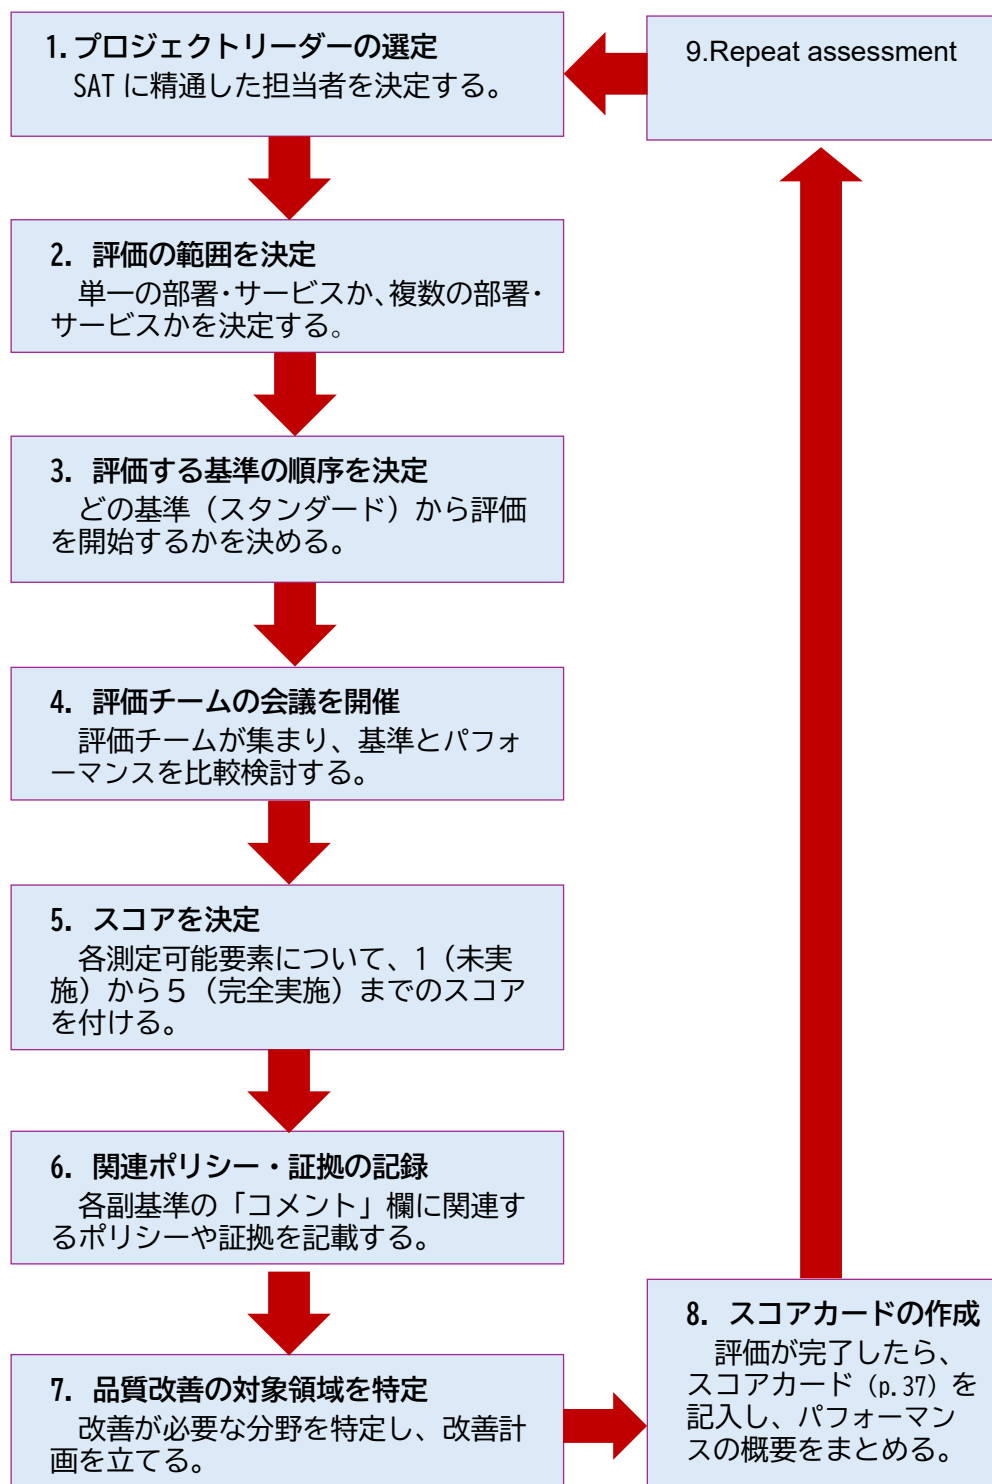 1.プロジェクトリーダーの選定
SATに精通した担当者を決定する。
2. 評価の範囲を決定
単一の部署・サービスか、複数の部署・
サービスかを決定する。
3. 評価する基準の順序を決定
どの基準（スタンダード）から評価
を開始するかを決める。
4. 評価チームの会議を開催
評価チームが集まり、基準とパフォ
ーマンスを比較検討する。
5. スコアを決定
各測定可能要素について、1（未実
施）から５（完全実施）までのスコア
を付ける。
6. 関連ポリシー・証拠の記録
各副基準の「コメント」欄に関連す
るポリシーや証拠を記載する。
7. 品質改善の対象領域を特定
改善が必要な分野を特定し、改善計
画を立てる。
8. スコアカードの作成
評価が完了したら、
スコアカード（p.37）を
記入し、パフォーマン
スの概要をまとめる。
9.Repeat assessment